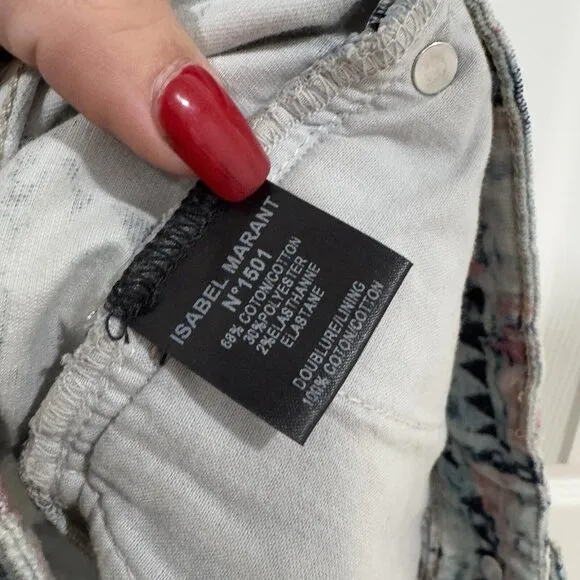 ISABEL MARANT
N°1501
68% COTON/COTTON
30% POLYESTER
2% ELASTHANNE
ELASTANE
DOUBLURE/LINING
100% COTON/COTTON